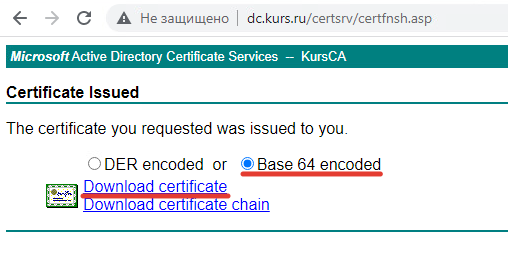 Не защищено | dc.kurs.ru/certsrv/certfnsh.asp
Microsoft Active Directory Certificate Services -- KursCA
Certificate Issued
The certificate you requested was issued to you.
DER encoded or Base 64 encoded
Download certificate
Download certificate chain